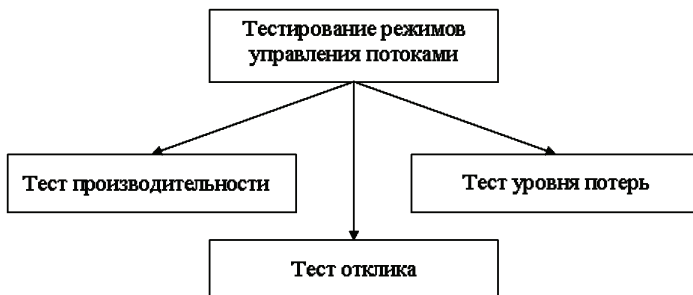 Тестирование режимов
управления потоками
Тест производительности
Тест уровня потерь
Тест отклика